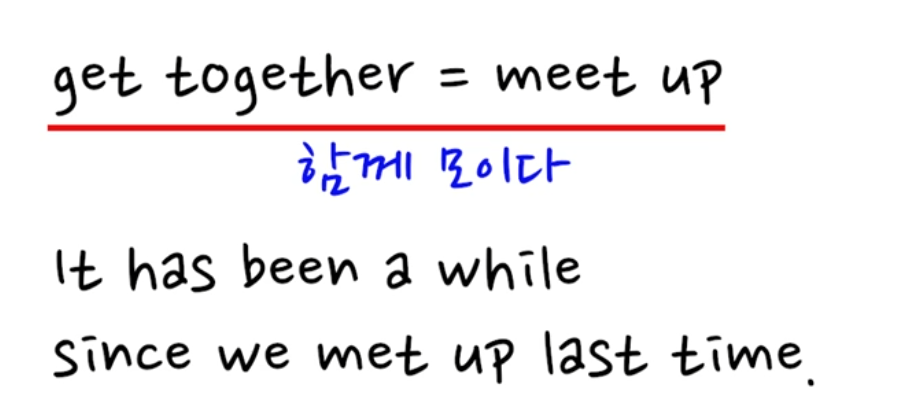 get together = meet up
함께 모이다
It has been a while
since we met up last time.